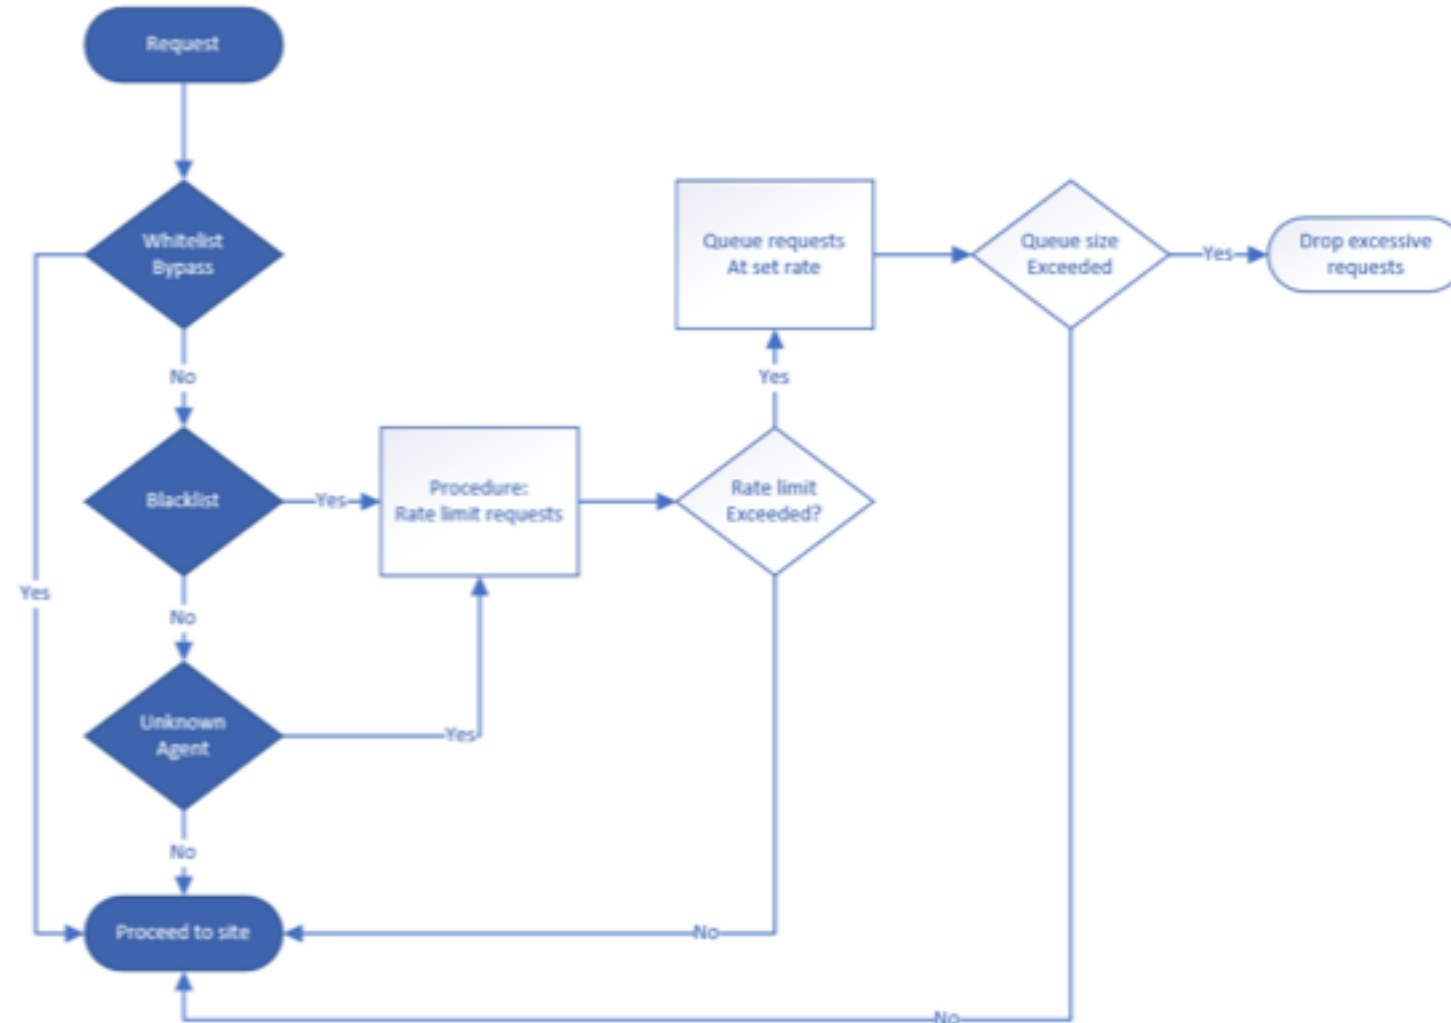 Request
Whitelist
Bypass
Queue requests
At set rate
Queue size
Exceeded
Yes
Drop excessive
requests
No
Yes
Blacklist
Yes
Procedure:
Rate limit requests
Rate limit
Exceeded?
Yes
No
Unknown
Agent
Yes
No
Proceed to site
No
No